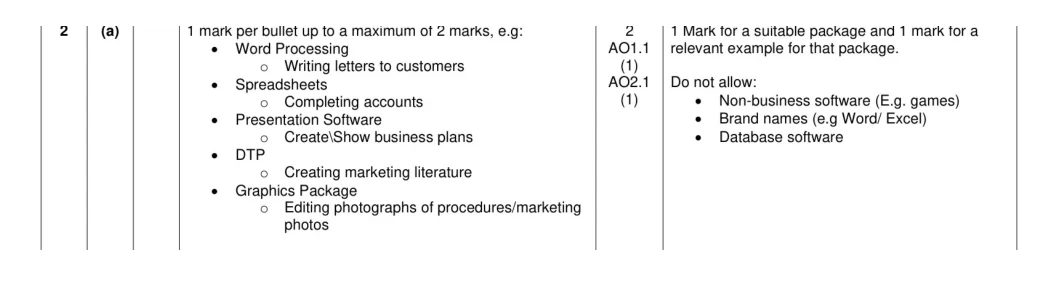 2 (a) 1 mark per bullet up to a maximum of 2 marks, e.g: 2 1 Mark for a suitable package and 1 mark for a
• Word Processing AO1.1 relevant example for that package.
o Writing letters to customers (1)
• Spreadsheets AO2.1 Do not allow:
o Completing accounts (1) • Non-business software (E.g. games)
• Presentation Software • Brand names (e.g Word/ Excel)
o Create\Show business plans • Database software
• DTP
o Creating marketing literature
• Graphics Package
o Editing photographs of procedures/marketing
photos